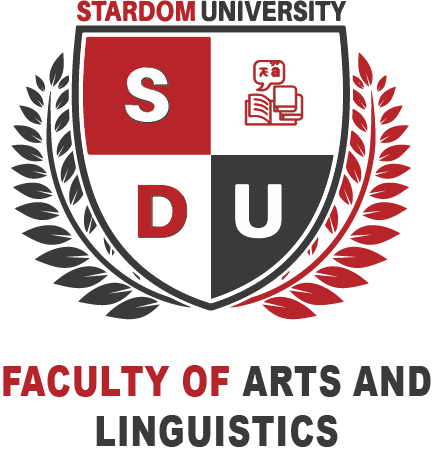 STARDOM UNIVERSITY
S
D U
FACULTY OF ARTS AND
LINGUISTICS